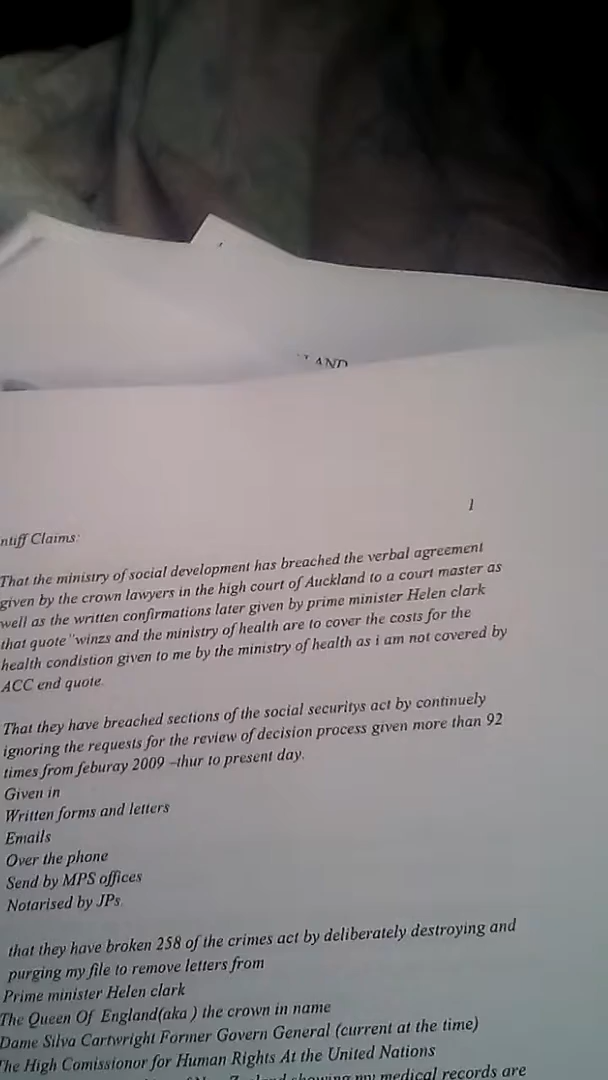 AND
1
ntiff Claims:
That the ministry of social development has breached the verbal agreement
given by the crown lawyers in the high court of Auckland to a court master as
well as the written confirmations later given by prime minister Helen clark
that quote "winzs and the ministry of health are to cover the costs for the
health condistion given to me by the ministry of health as i am not covered by
ACC end quote.
That they have breached sections of the social securitys act by continuely
ignoring the requests for the review of decision process given more than 92
times from feburay 2009 –thur to present day.
Given in
Written forms and letters
Emails
Over the phone
Send by MPS offices
Notarised by JPs.
that they have broken 258 of the crimes act by deliberately destroying and
purging my file to remove letters from
Prime minister Helen clark
The Queen Of England(aka ) the crown in name
Dame Silva Cartwright Former Govern General (current at the time)
The High Comissionor for Human Rights At the United Nations
showing my medical records are